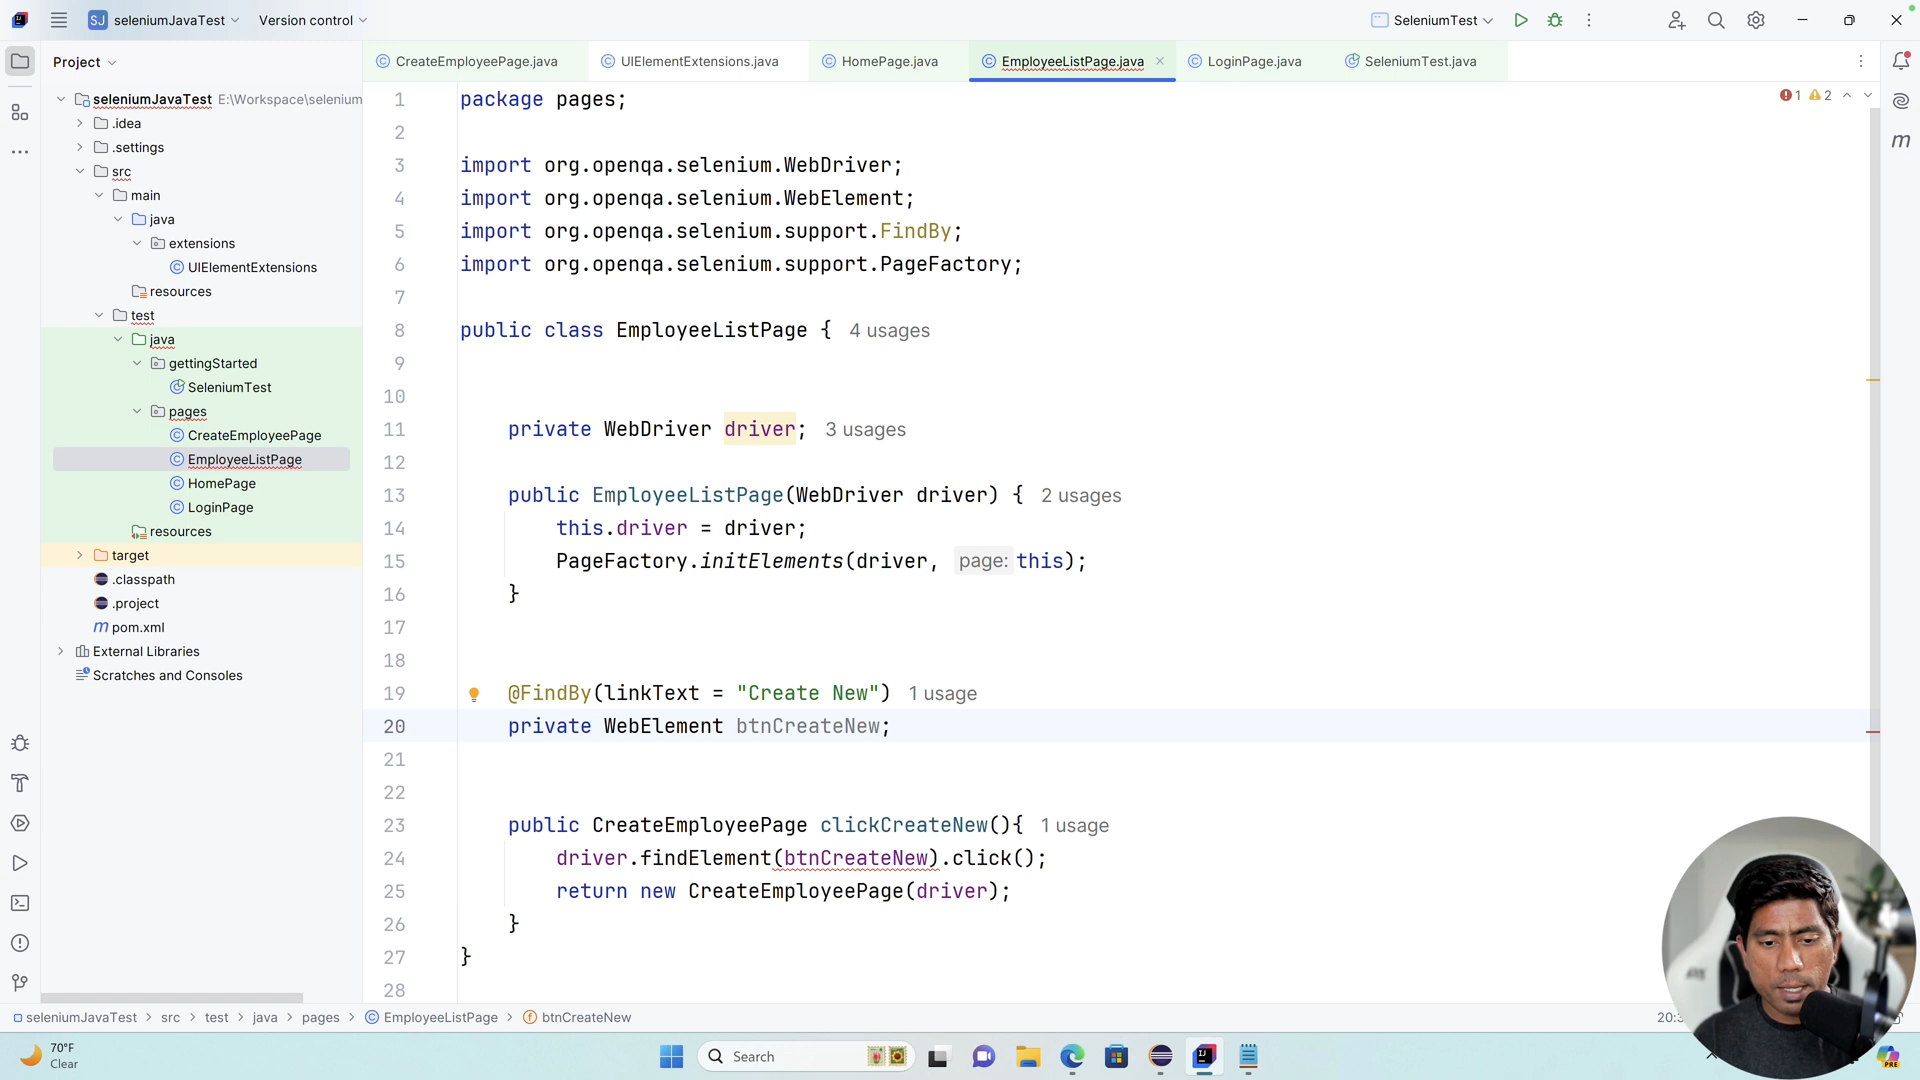 SJ seleniumJavaTest Version control SeleniumTest
Project
CreateEmployeePage.java UIElementExtensions.java HomePage.java EmployeeListPage.java LoginPage.java SeleniumTest.java
seleniumJavaTest E:\Workspace\selenium
.idea
.settings
src
main
java
extensions
UIElementExtensions
resources
test
java
gettingStarted
SeleniumTest
pages
CreateEmployeePage
EmployeeListPage
HomePage
LoginPage
resources
target
.classpath
.project
m pom.xml
External Libraries
Scratches and Consoles
1 2
m
1 package pages;
2
3 import org.openqa.selenium.WebDriver;
4 import org.openqa.selenium.WebElement;
5 import org.openqa.selenium.support.FindBy;
6 import org.openqa.selenium.support.PageFactory;
7
8 public class EmployeeListPage { 4 usages
9
10
11 private WebDriver driver; 3 usages
12
13 public EmployeeListPage(WebDriver driver) { 2 usages
14 this.driver = driver;
15 PageFactory.initElements(driver, page: this);
16 }
17
18
19 @FindBy(linkText = "Create New") 1 usage
20 private WebElement btnCreateNew;
21
22
23 public CreateEmployeePage clickCreateNew(){ 1 usage
24 driver.findElement(btnCreateNew).click();
25 return new CreateEmployeePage(driver);
26 }
27 }
28
seleniumJavaTest > src > test > java > pages > EmployeeListPage > btnCreateNew
70°F
Clear
Search
PRE